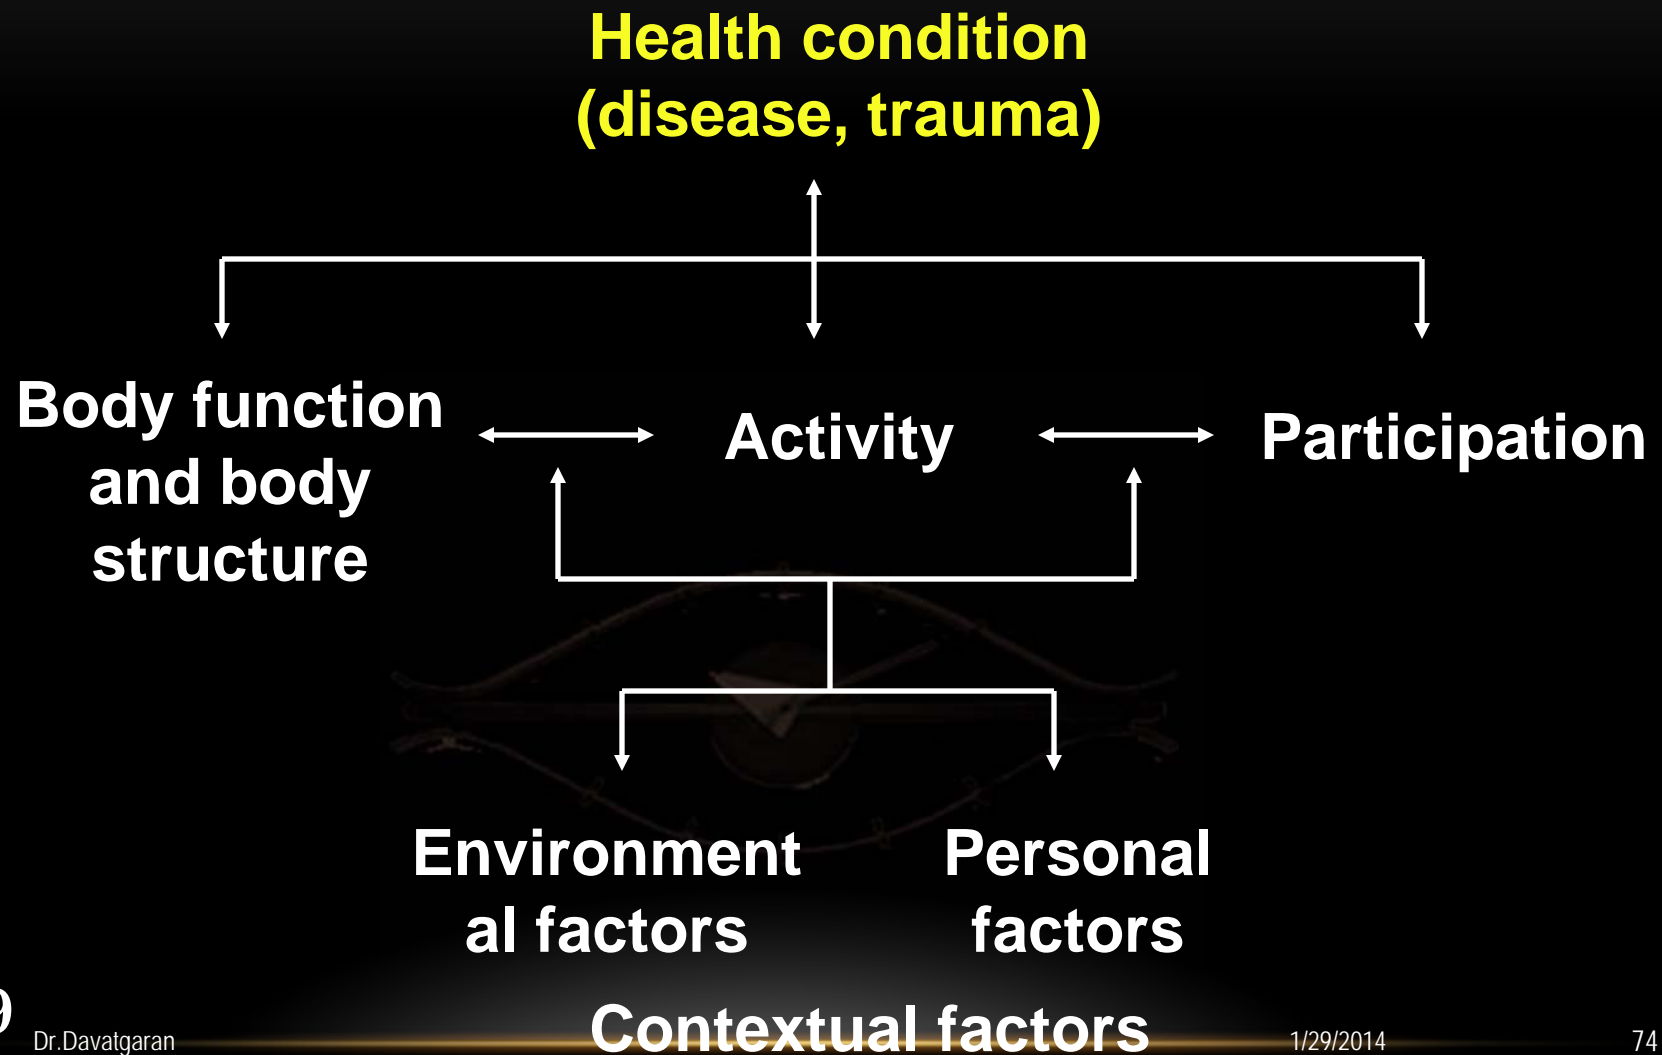 Health condition
(disease, trauma)
Body function
and body
structure
Activity
Participation
Environment
al factors
Personal
factors
Contextual factors
9
Dr.Davatgaran
1/29/2014
74